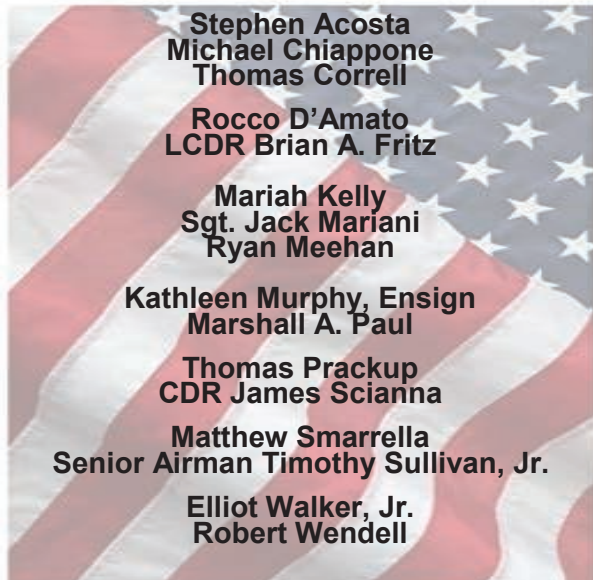 Stephen Acosta
Michael Chiappone
Thomas Correll
Rocco D’Amato
LCDR Brian A. Fritz
Mariah Kelly
Sgt. Jack Mariani
Ryan Meehan
Kathleen Murphy, Ensign
Marshall A. Paul
Thomas Prackup
CDR James Scianna
Matthew Smarrella
Senior Airman Timothy Sullivan, Jr.
Elliot Walker, Jr.
Robert Wendell